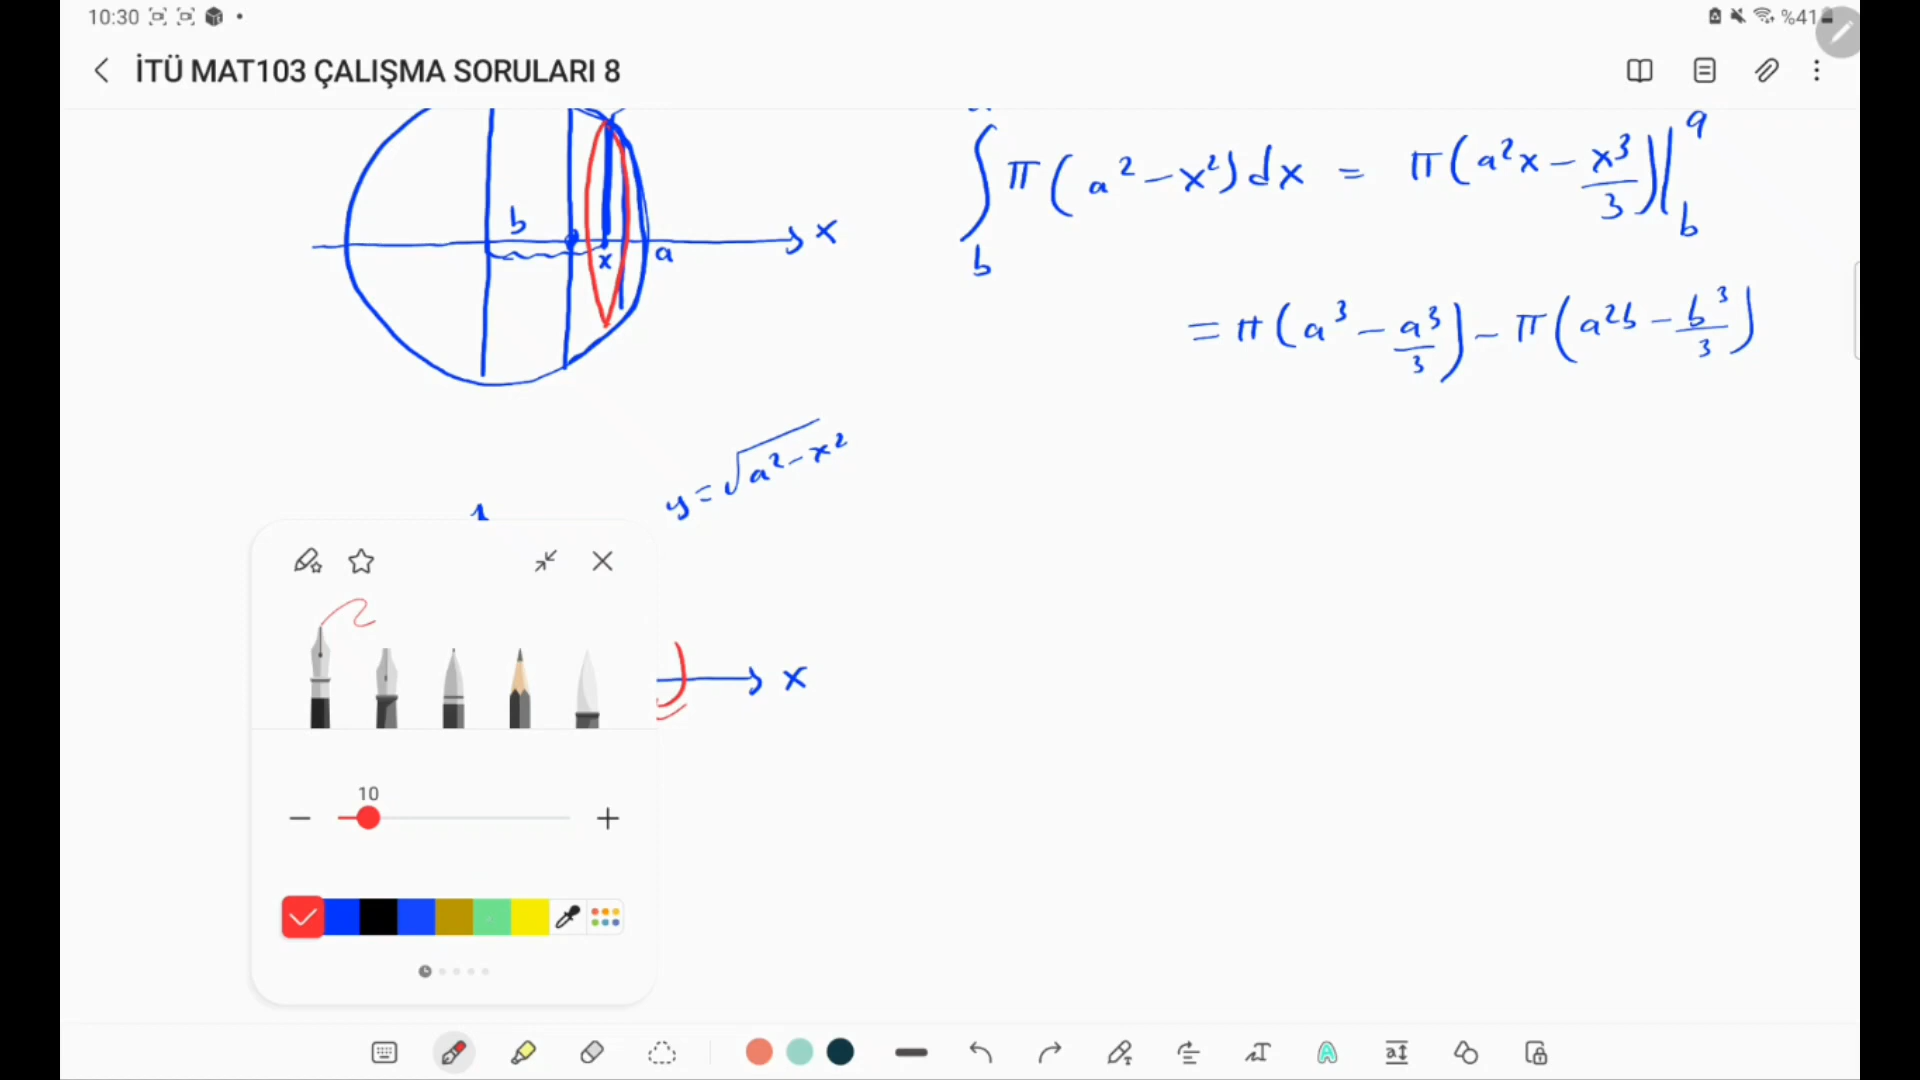 10:30
%41
İTÜ MAT103 ÇALIŞMA SORULARI 8
b
x
a
x
∫ b π(a² − x²)dx = π(a²x − x³/3)| a b
= π(a³ − a³/3) − π(a²b − b³/3)
y = √a² − x²
x
10